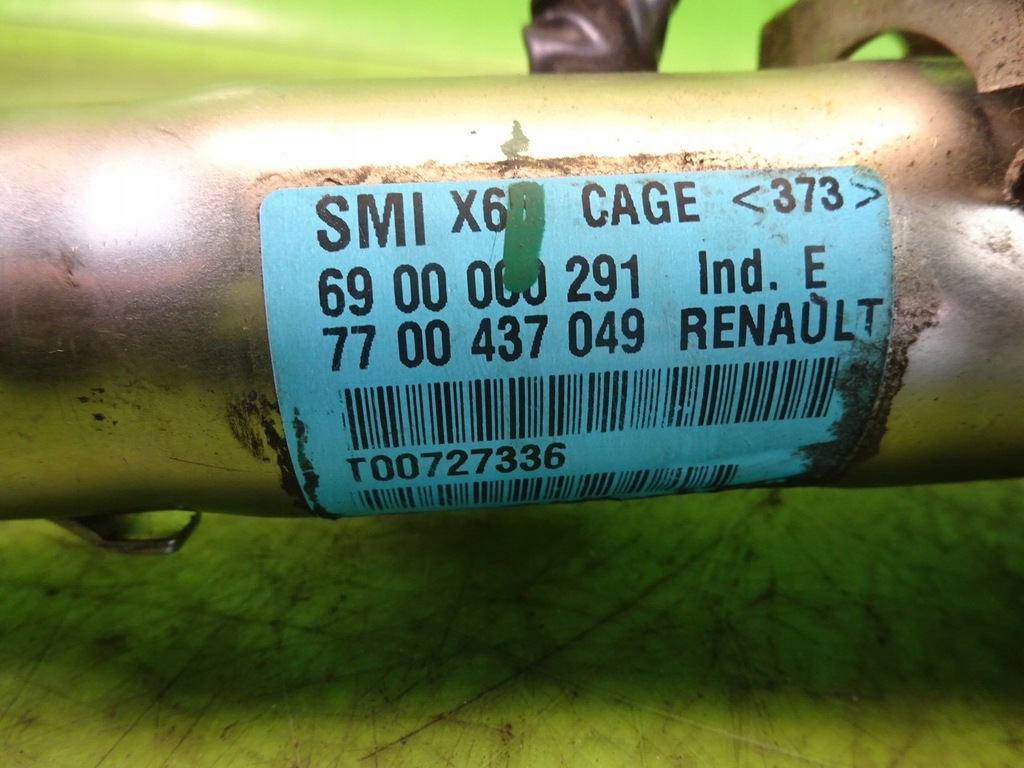 SMI CAGE <373>
69 00 000 291 Ind. E
77 00 437 049 RENAULT
T00727336